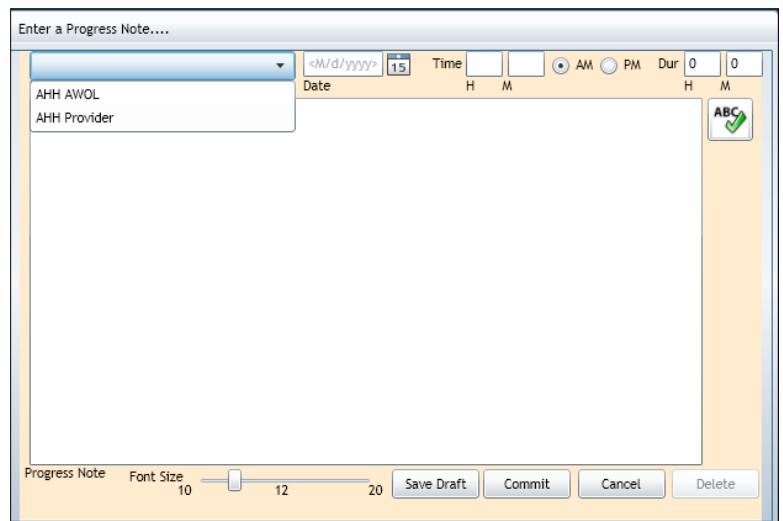 Enter a Progress Note....
<M/d/yyyy> 15 Time AM PM Dur 0 0
Date H M H M
AHH AWOL
AHH Provider
ABC
Progress Note Font Size
10 12 20
Save Draft Commit Cancel Delete